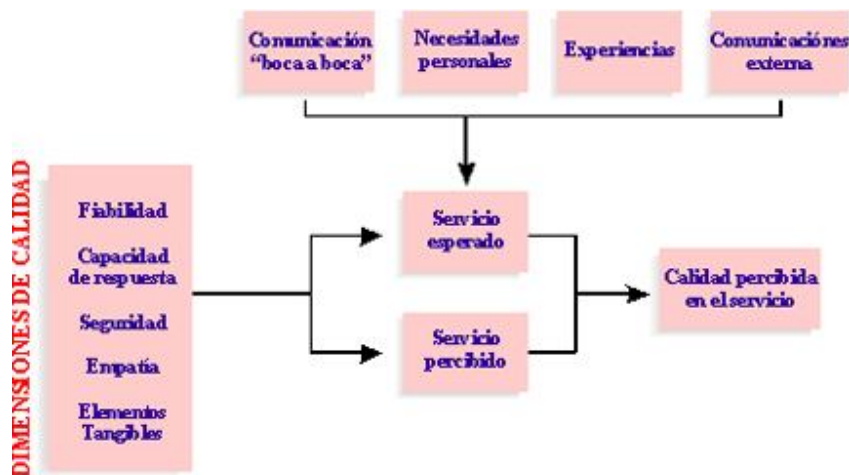 Comunicación
“boca a boca”
Necesidades
personales
Experiencias
Comunicaciónes
externa
DIMENSIONES DE CALIDAD
Fiabilidad
Capacidad
de respuesta
Seguridad
Empatía
Elementos
Tangibles
Servicio
esperado
Servicio
percibido
Calidad percibida
en el servicio